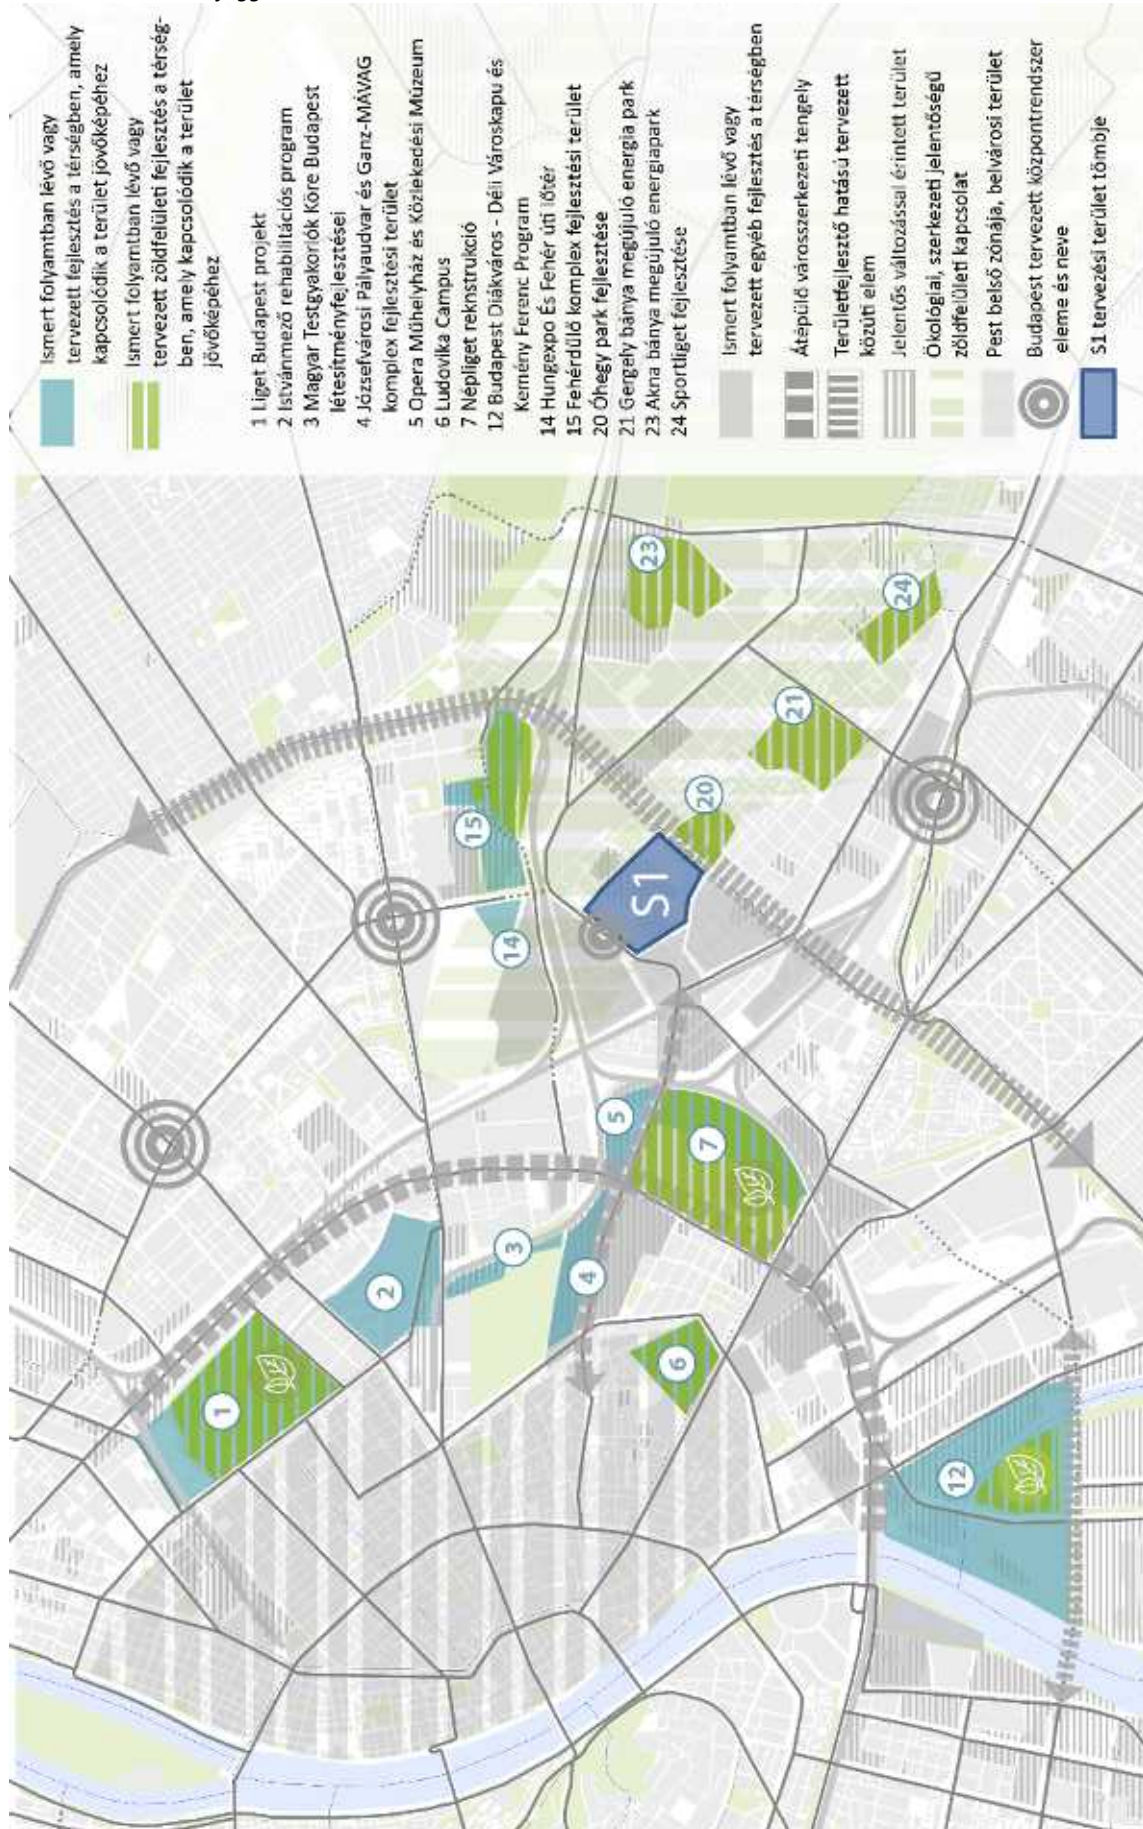 Ismert folyamtban lévő vagy
tervezett fejlesztés a térségben, amely
kapcsolódik a terület jövőképéhez
Ismert folyamtban lévő vagy
tervezett zöldfelületi fejlesztés a térség-
ben, amely kapcsolódik a terület
jövőképéhez
1 Liget Budapest projekt
2 Istvánmező rehabilitációs program
3 Magyar Testgyakorlók Köre Budapest
létesítményfejlesztései
4 Józsefvárosi Pályaudvar és Ganz-MÁVAG
komplex fejlesztési terület
5 Opera Műhelyház és Közlekedési Múzeum
6 Ludovika Campus
7 Népliget reknstrukció
12 Budapest Diákváros - Déli Városkapu és
Kemény Ferenc Program
14 Hungexpo És Fehér úti lőtér
15 Fehérdűlő komplex fejlesztési terület
20 Óhegy park fejlesztése
21 Gergely bánya megujuló energia park
23 Akna bánya megújuló energiapark
24 Sportliget fejlesztése
Ismert folyamtban lévő vagy
tervezett egyéb fejlesztés a térségben
Átépülő városszerkezeti tengely
Területfejlesztő hatású tervezett
közúti elem
Jelentős változással érintett terület
Ökológiai, szerkezeti jelentőségű
zöldfelületi kapcsolat
Pest belső zónája, belvárosi terület
Budapest tervezett központrendszer
eleme és neve
S1 tervezési terület tömbje
23
24
21
20
15
S1
14
5
7
3
2
4
6
1
12